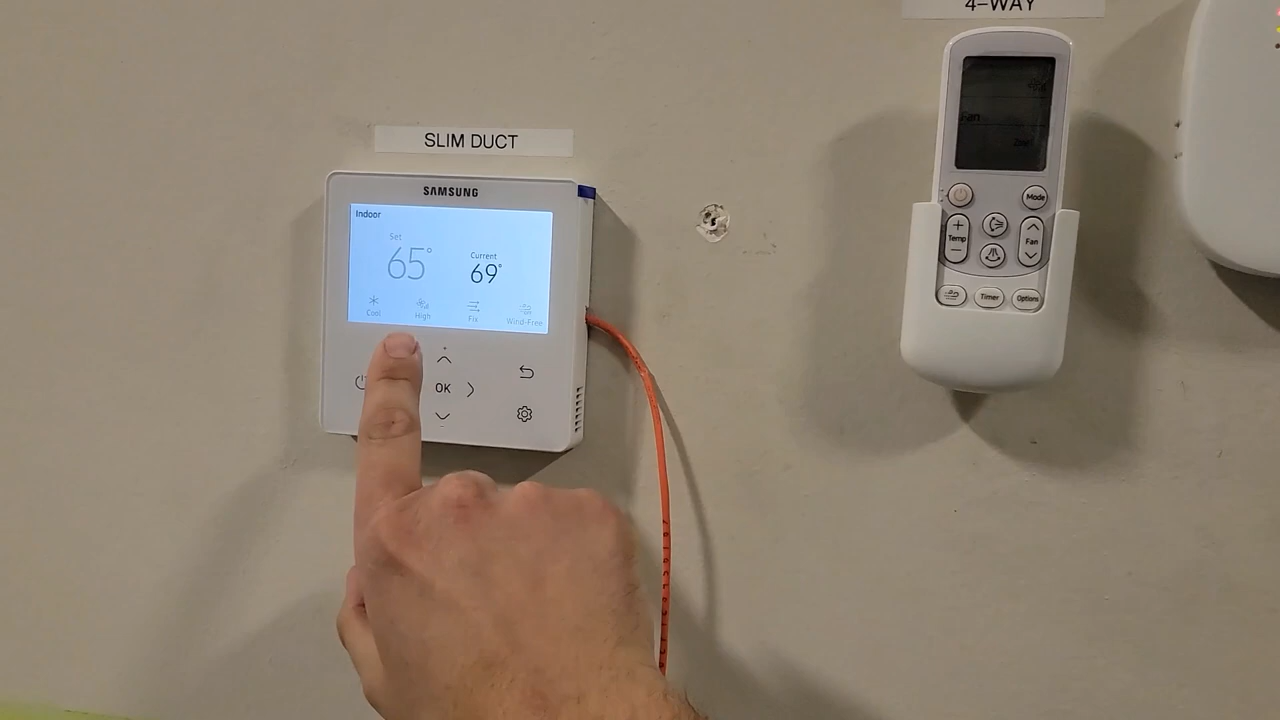 4-WAY
SLIM DUCT
SAMSUNG
Indoor
Set
65°
Current
69°
Cool
High
Fix
Wind-Free
OK
Mode
Temp
Fan
Timer
Options